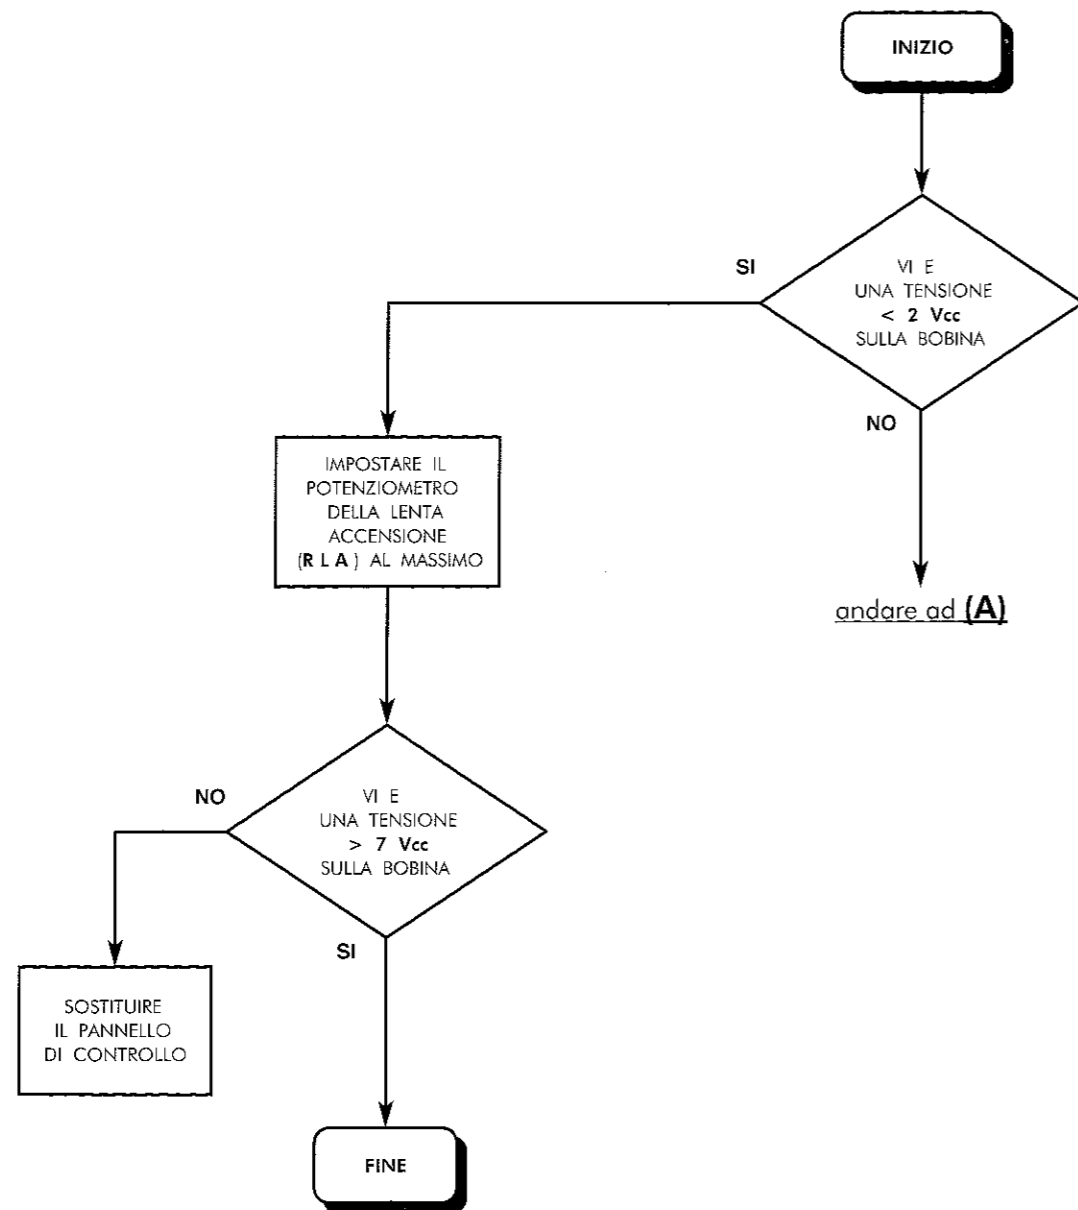 INIZIO
SI
VI E
UNA TENSIONE
< 2 Vcc
SULLA BOBINA
NO
andare ad (A)
IMPOSTARE IL
POTENZIOMETRO
DELLA LENTA
ACCENSIONE
(R L A) AL MASSIMO
NO
VI E
UNA TENSIONE
> 7 Vcc
SULLA BOBINA
SI
SOSTITUIRE
IL PANNELLO
DI CONTROLLO
FINE